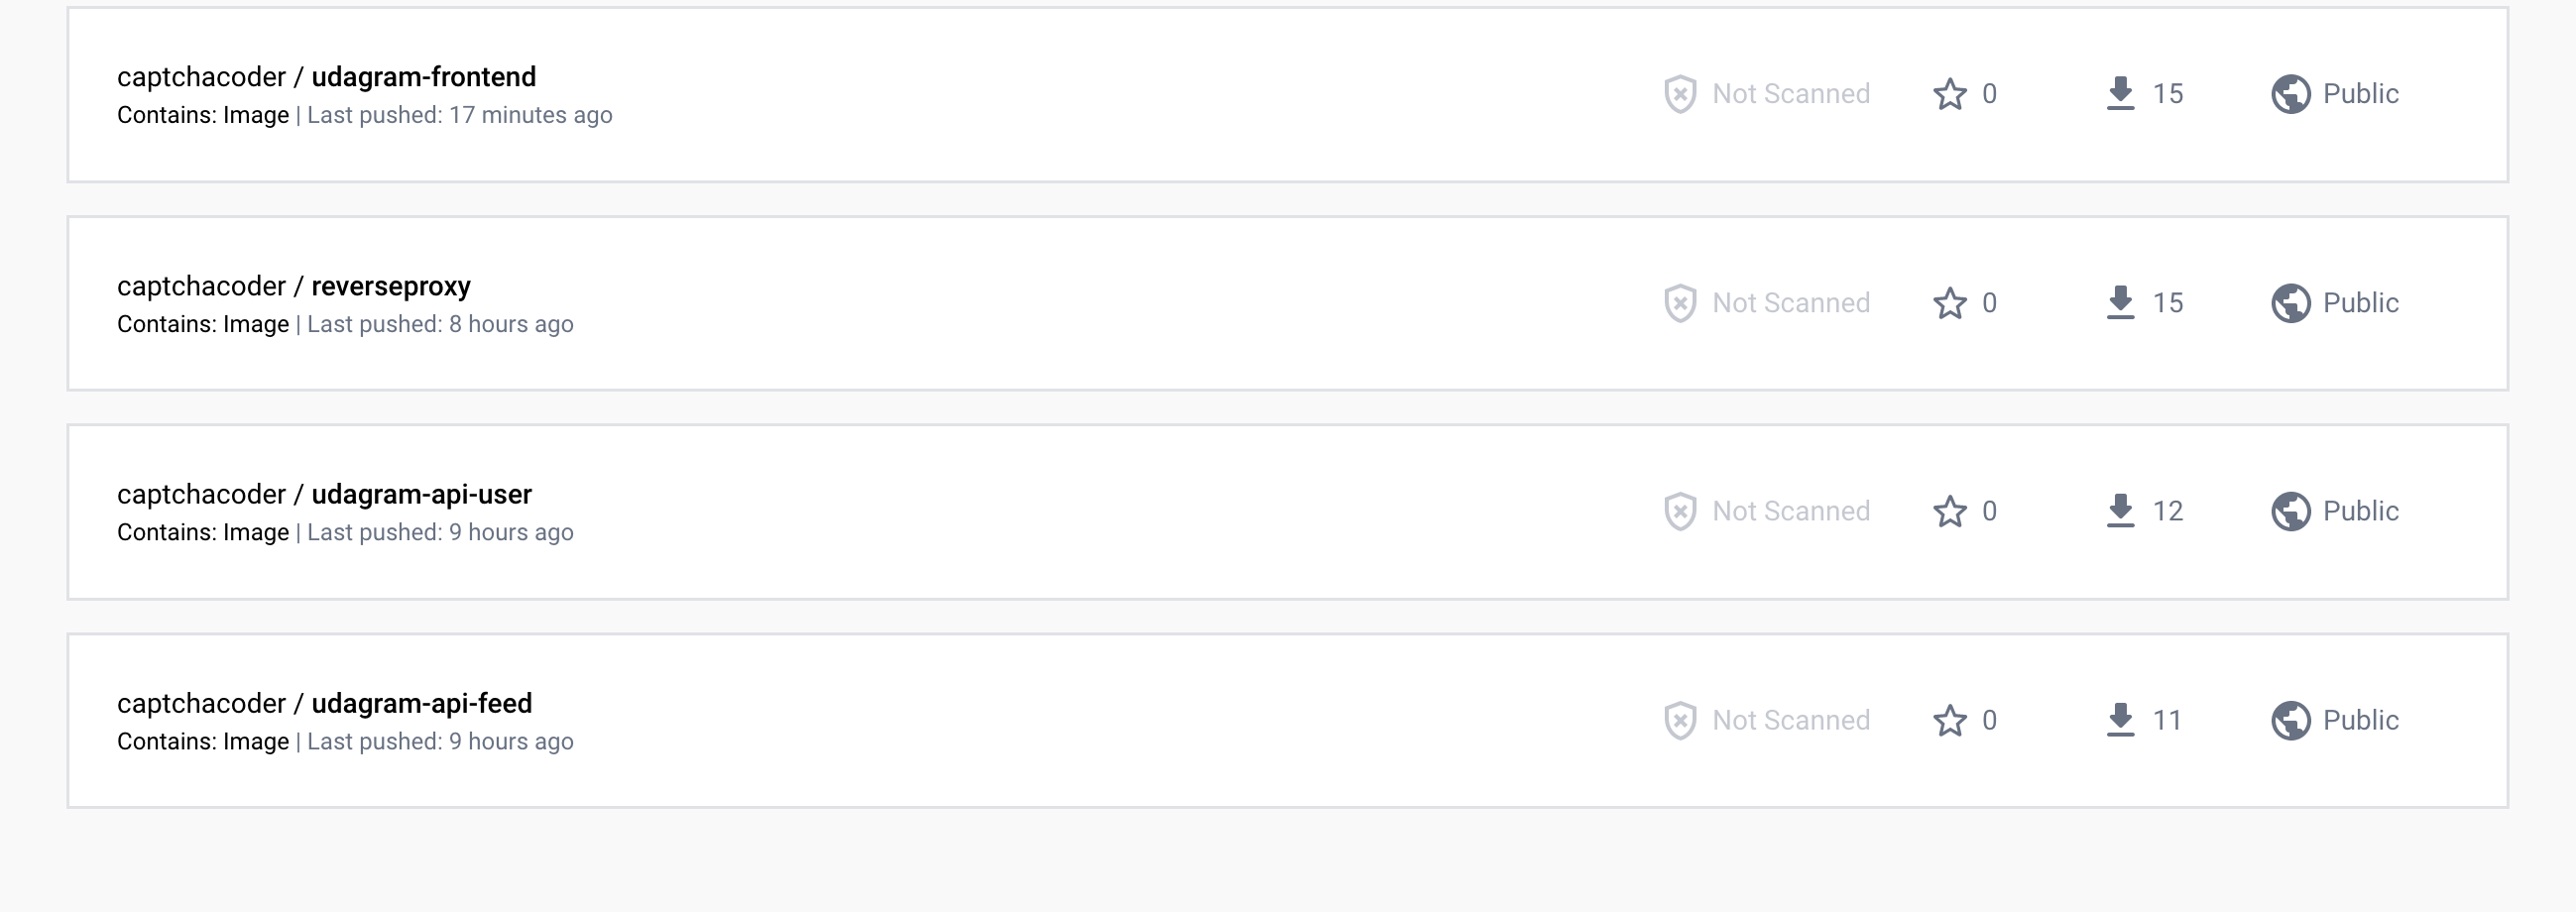 captchacoder / udagram-frontend
Contains: Image | Last pushed: 17 minutes ago
Not Scanned 0 15 Public
captchacoder / reverseproxy
Contains: Image | Last pushed: 8 hours ago
Not Scanned 0 15 Public
captchacoder / udagram-api-user
Contains: Image | Last pushed: 9 hours ago
Not Scanned 0 12 Public
captchacoder / udagram-api-feed
Contains: Image | Last pushed: 9 hours ago
Not Scanned 0 11 Public